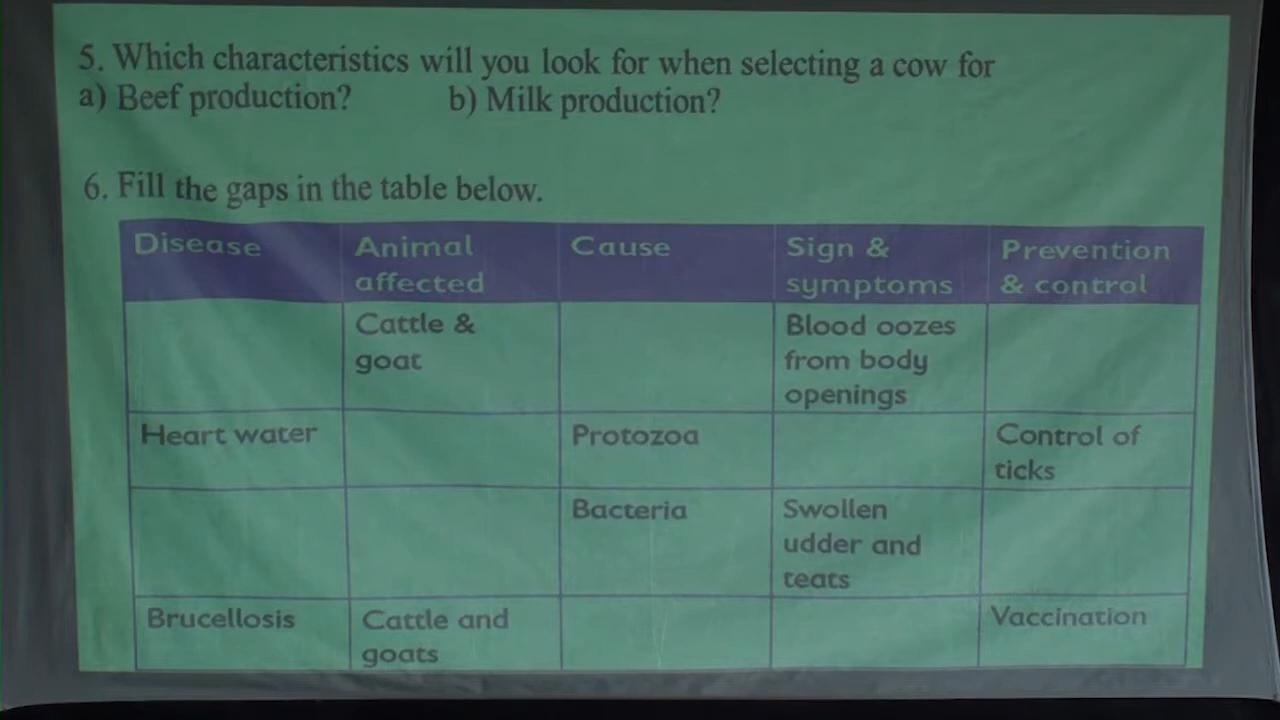 5. Which characteristics will you look for when selecting a cow for
a) Beef production? b) Milk production?
6. Fill the gaps in the table below.
Disease Animal affected Cause Sign & symptoms Prevention & control
Cattle & goat Blood oozes from body openings
Heart water Protozoa Control of ticks
Bacteria Swollen udder and teats
Brucellosis Cattle and goats Vaccination